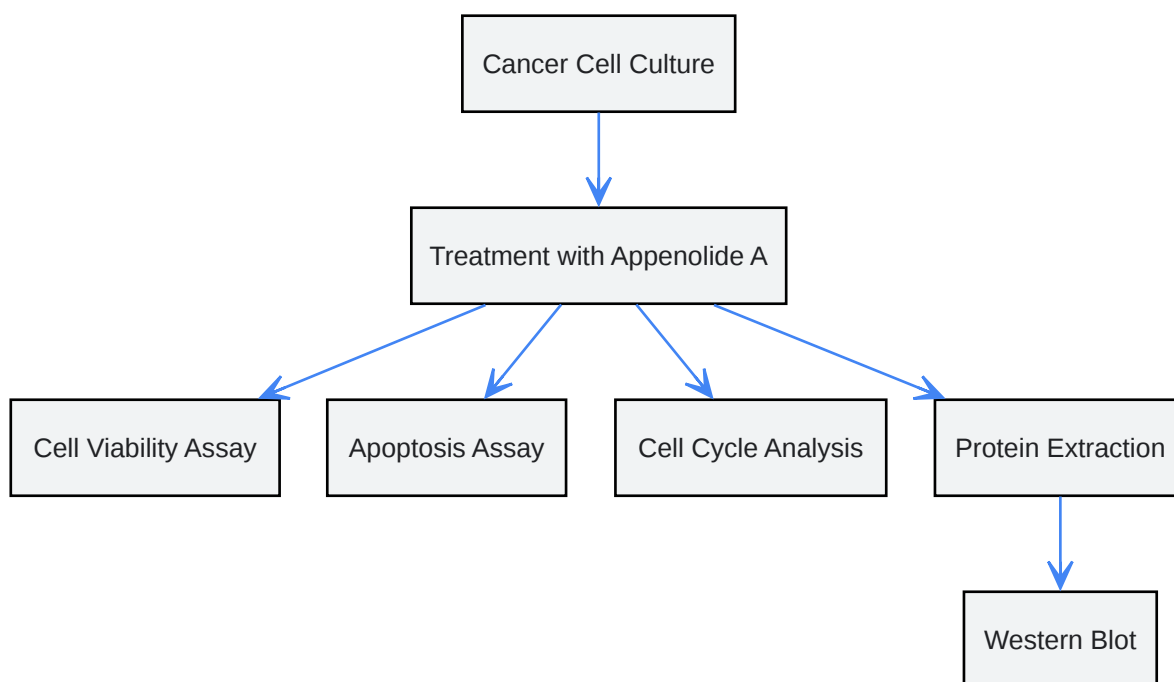 Cancer Cell Culture
Treatment with Appenolide A
Cell Viability Assay
Apoptosis Assay
Cell Cycle Analysis
Protein Extraction
Western Blot